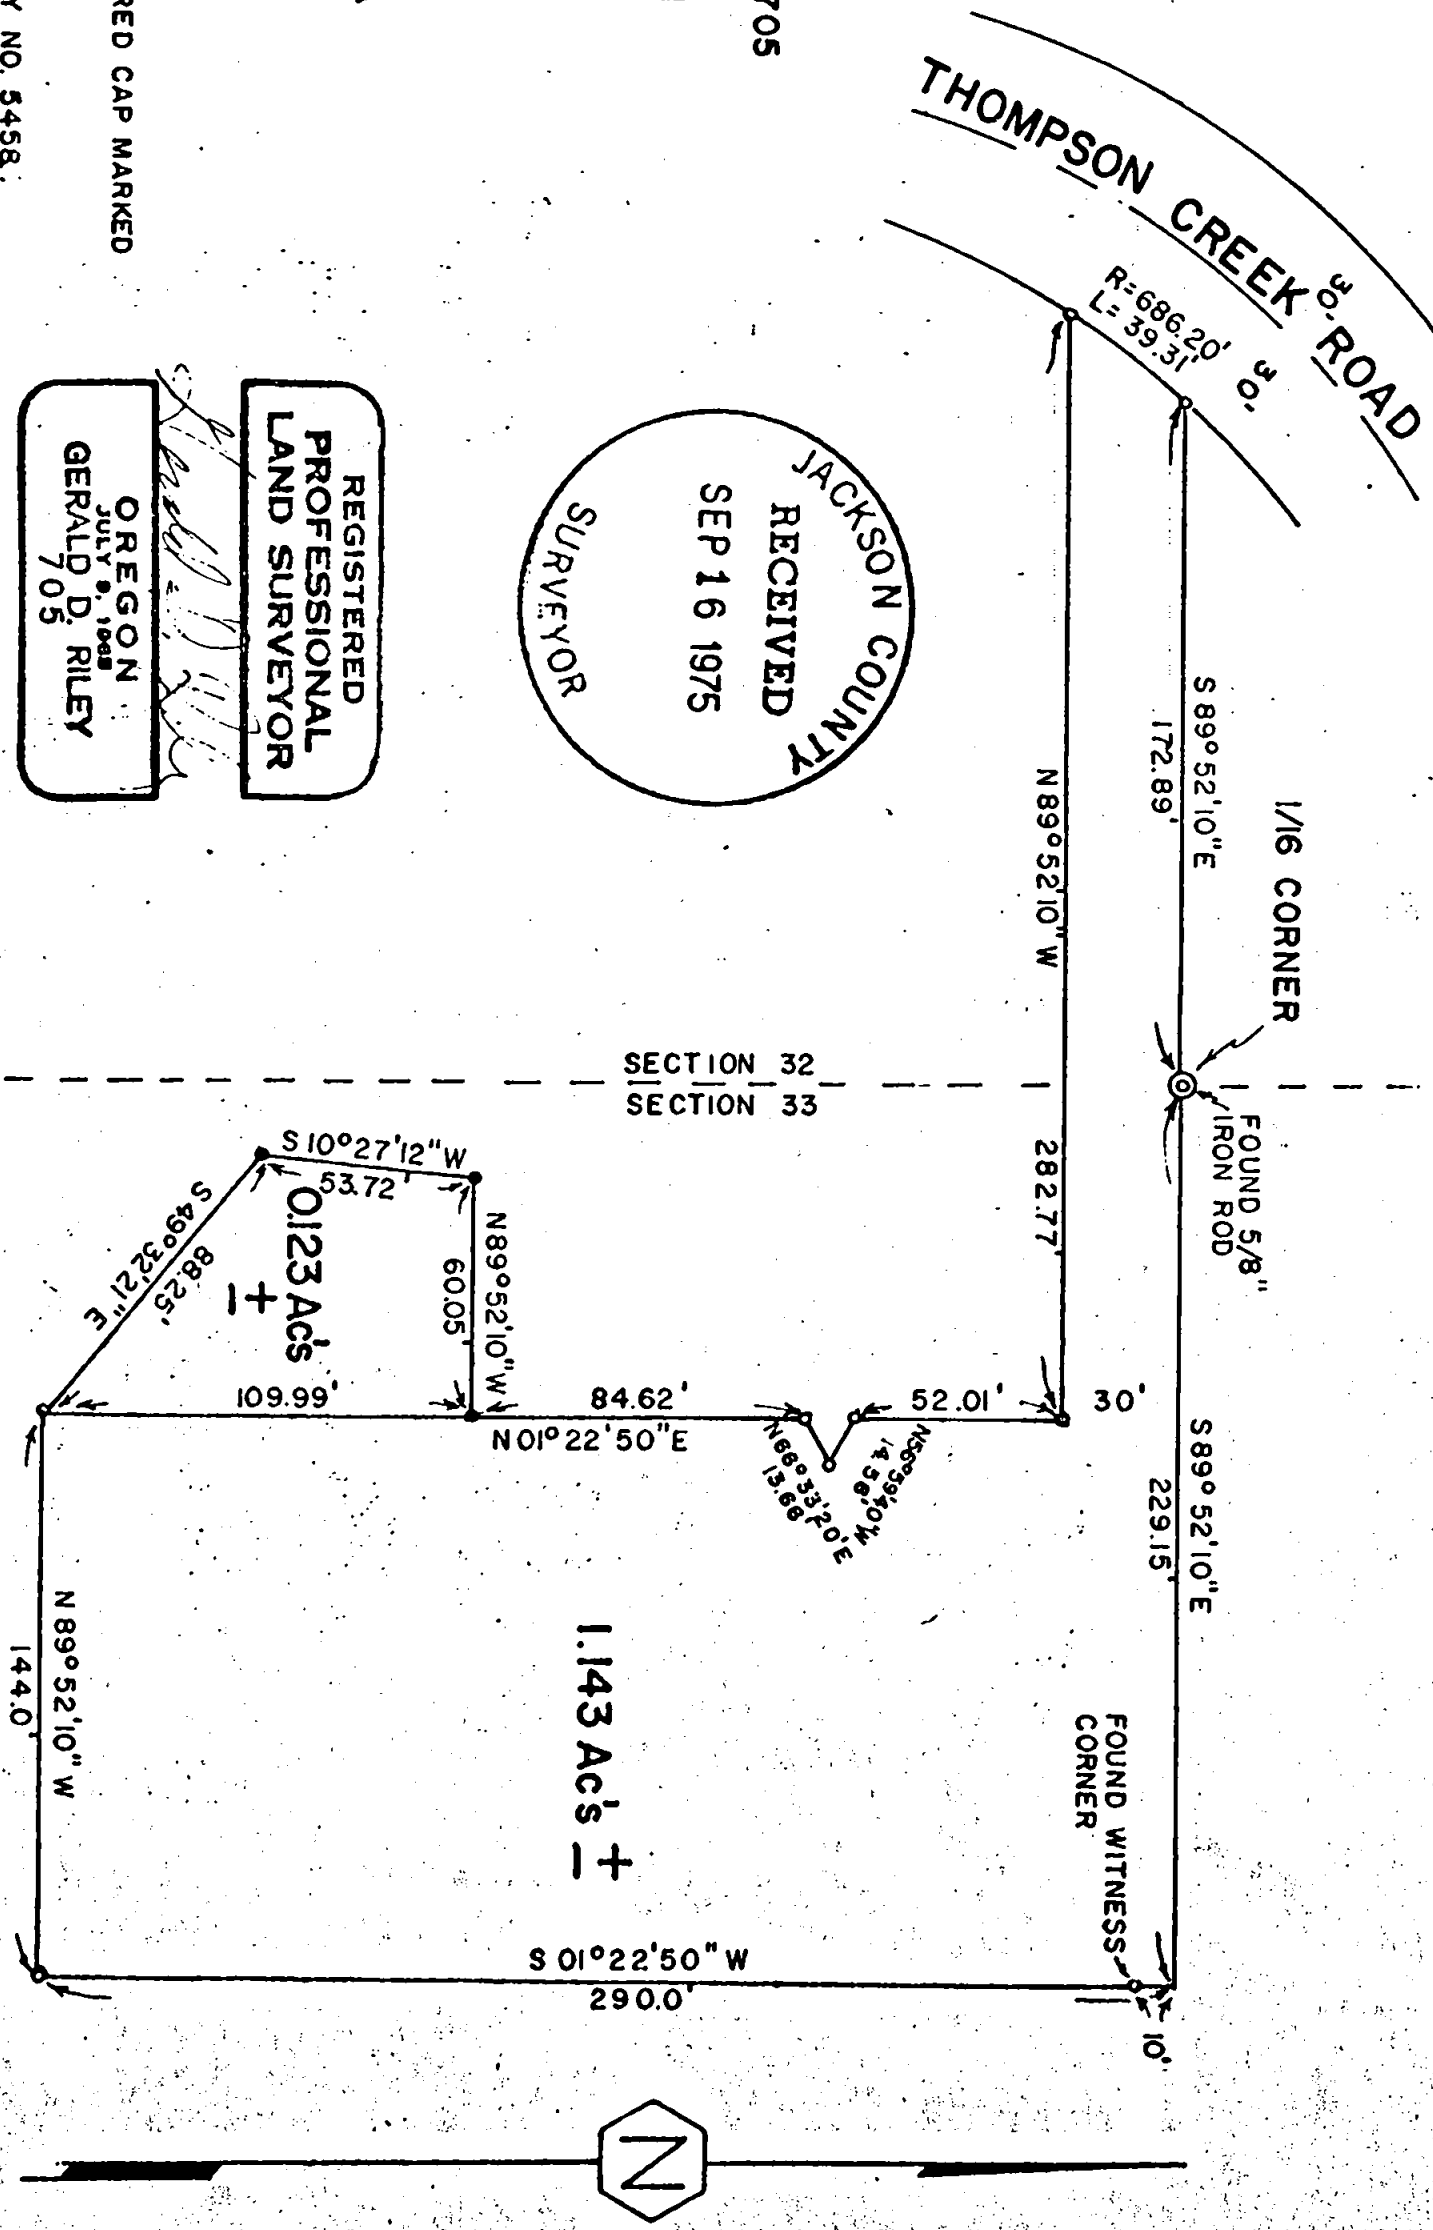 705
RED CAP MARKED
Y NO. 5458.
THOMPSON CREEK ROAD
30'
30'
R=686.20'
L= 39.31'
S 89°52'10"E
172.89'
1/16 CORNER
FOUND 5/8"
IRON ROD
S 89°52'10"E
229.15'
N 89°52'10" W
282.77'
30'
SECTION 32
SECTION 33
JACKSON COUNTY
RECEIVED
SEP 16 1975
SURVEYOR
REGISTERED
PROFESSIONAL
LAND SURVEYOR
OREGON
JULY 9, 1965
GERALD D. RILEY
705
S 10°27'12" W
53.72'
N89°52'10" W
60.05'
0.123 Ac's ±
S 49°32'21" E
88.25'
109.99'
84.62'
N 01°22'50"E
52.01'
N56°59'40"W
14.58'
N66°33'20"E
13.68'
1.143 Ac's ±
FOUND WITNESS
CORNER
10'
S 01°22'50" W
290.0'
N 89°52'10" W
144.0'
N